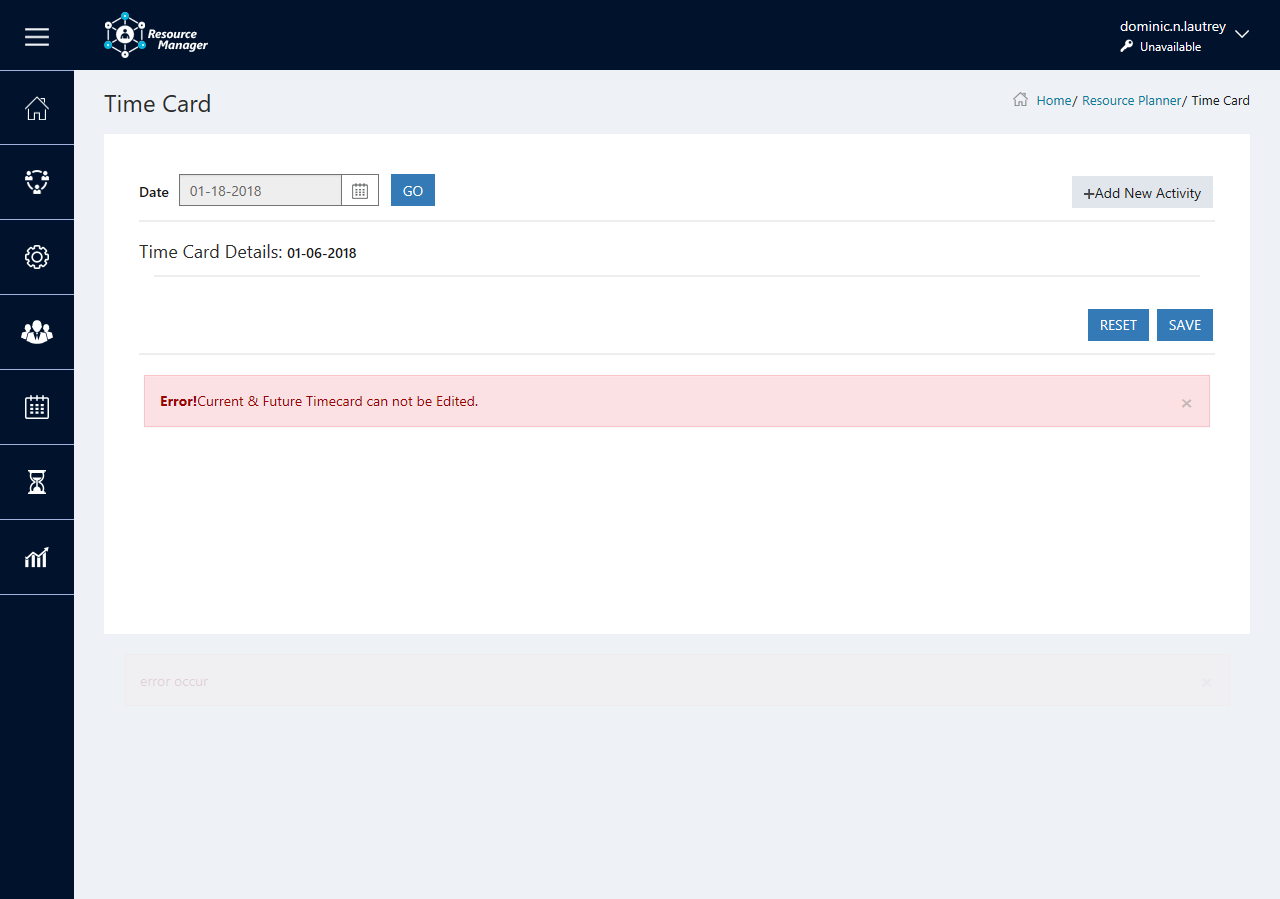 Resource
Manager
dominic.n.lautrey
Unavailable
Time Card
Home/ Resource Planner/ Time Card
Date 01-18-2018 GO
+Add New Activity
Time Card Details: 01-06-2018
RESET SAVE
Error!Current & Future Timecard can not be Edited. ×
error occur ×